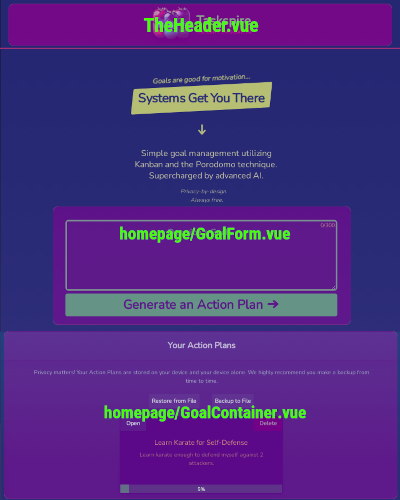 Taskspire
TheHeader.vue
Goals are good for motivation...
Systems Get You There
Simple goal management utilizing
Kanban and the Porodomo technique.
Supercharged by advanced AI.
Privacy-by-design.
Always free.
0/300
homepage/GoalForm.vue
Generate an Action Plan →
Your Action Plans
Privacy matters! Your Action Plans are stored on your device and your device alone. We highly recommend you make a backup from
time to time.
Restore from File Backup to File
homepage/GoalContainer.vue
Open Delete
Learn Karate for Self-Defense
Learn karate enough to defend myself against 2
attackers.
5%